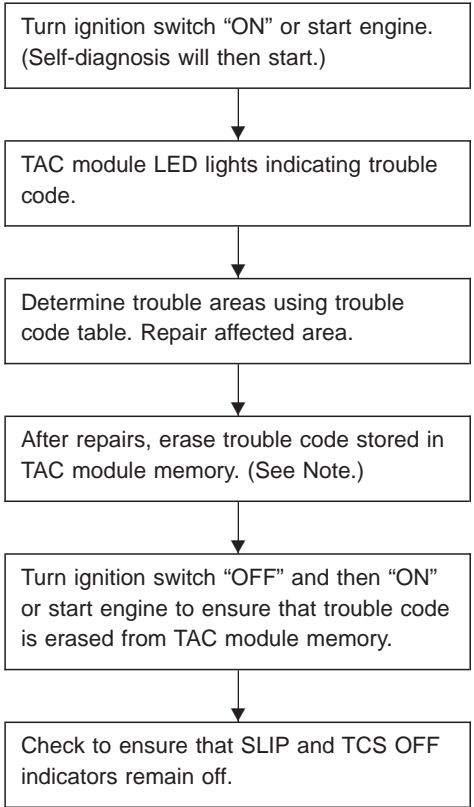 Turn ignition switch “ON” or start engine.
(Self-diagnosis will then start.)
TAC module LED lights indicating trouble
code.
Determine trouble areas using trouble
code table. Repair affected area.
After repairs, erase trouble code stored in
TAC module memory. (See Note.)
Turn ignition switch “OFF” and then “ON”
or start engine to ensure that trouble code
is erased from TAC module memory.
Check to ensure that SLIP and TCS OFF
indicators remain off.